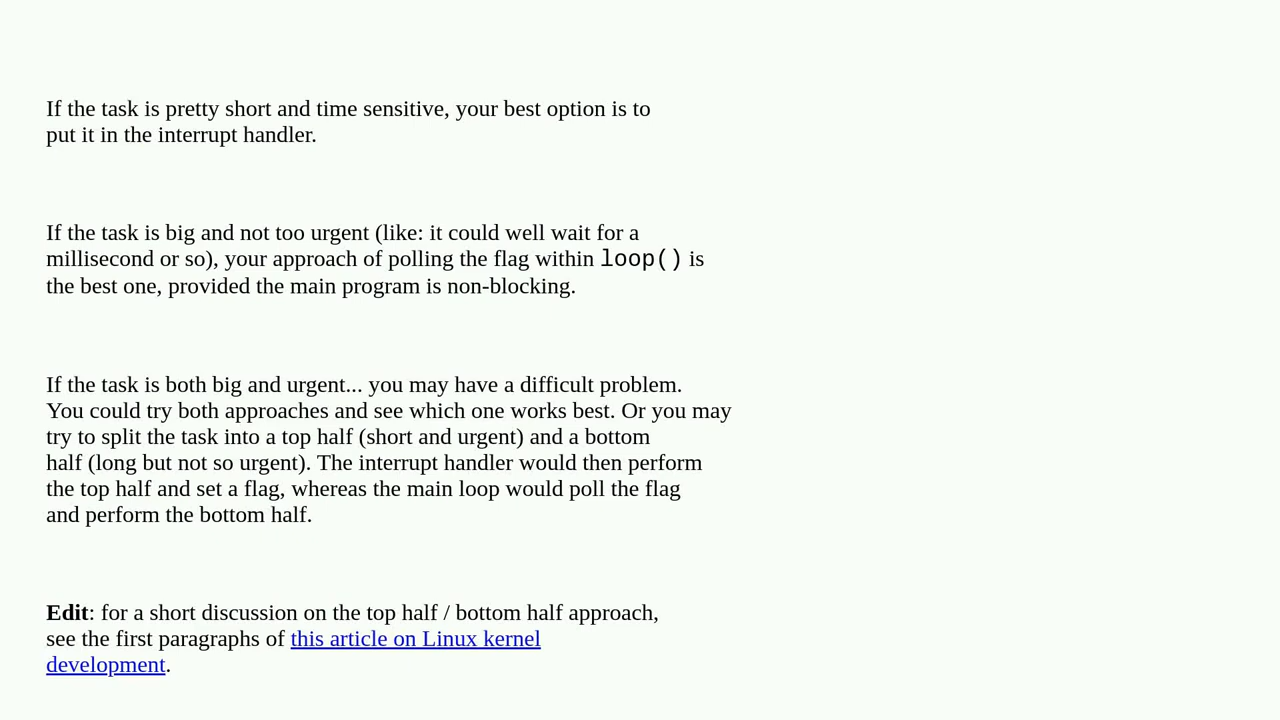 If the task is pretty short and time sensitive, your best option is to
put it in the interrupt handler.
If the task is big and not too urgent (like: it could well wait for a
millisecond or so), your approach of polling the flag within loop() is
the best one, provided the main program is non-blocking.
If the task is both big and urgent... you may have a difficult problem.
You could try both approaches and see which one works best. Or you may
try to split the task into a top half (short and urgent) and a bottom
half (long but not so urgent). The interrupt handler would then perform
the top half and set a flag, whereas the main loop would poll the flag
and perform the bottom half.
Edit: for a short discussion on the top half / bottom half approach,
see the first paragraphs of this article on Linux kernel
development.